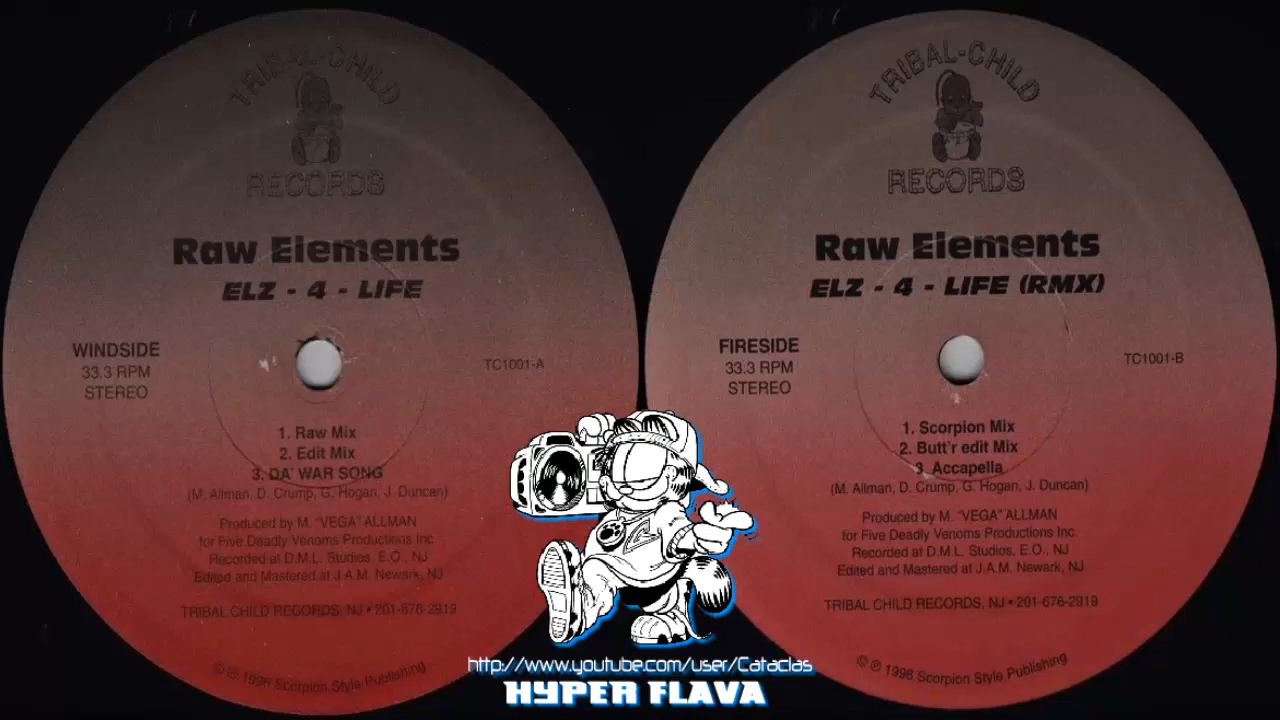 TRIBAL-CHILD
RECORDS
Raw Elements
ELZ - 4 - LIFE
WINDSIDE
33.3 RPM
STEREO
TC1001-A
1. Raw Mix
2. Edit Mix
3. DA' WAR SONG
(M. Allman, D. Crump, G. Hogan, J. Duncan)
Produced by M. "VEGA" ALLMAN
for Five Deadly Venoms Productions Inc.
Recorded at D.M.L. Studios, E.O., NJ
Edited and Mastered at J.A.M. Newark, NJ
TRIBAL CHILD RECORDS, NJ • 201-676-2919
© ℗ 1996 Scorpion Style Publishing
TRIBAL-CHILD
RECORDS
Raw Elements
ELZ - 4 - LIFE (RMX)
FIRESIDE
33.3 RPM
STEREO
TC1001-B
1. Scorpion Mix
2. Butt'r edit Mix
3. Accapella
(M. Allman, D. Crump, G. Hogan, J. Duncan)
Produced by M. "VEGA" ALLMAN
for Five Deadly Venoms Productions Inc.
Recorded at D.M.L. Studios, E.O., NJ
Edited and Mastered at J.A.M. Newark, NJ
TRIBAL CHILD RECORDS, NJ • 201-676-2919
© ℗ 1996 Scorpion Style Publishing
http://www.youtube.com/user/Cataclas
HYPER FLAVA